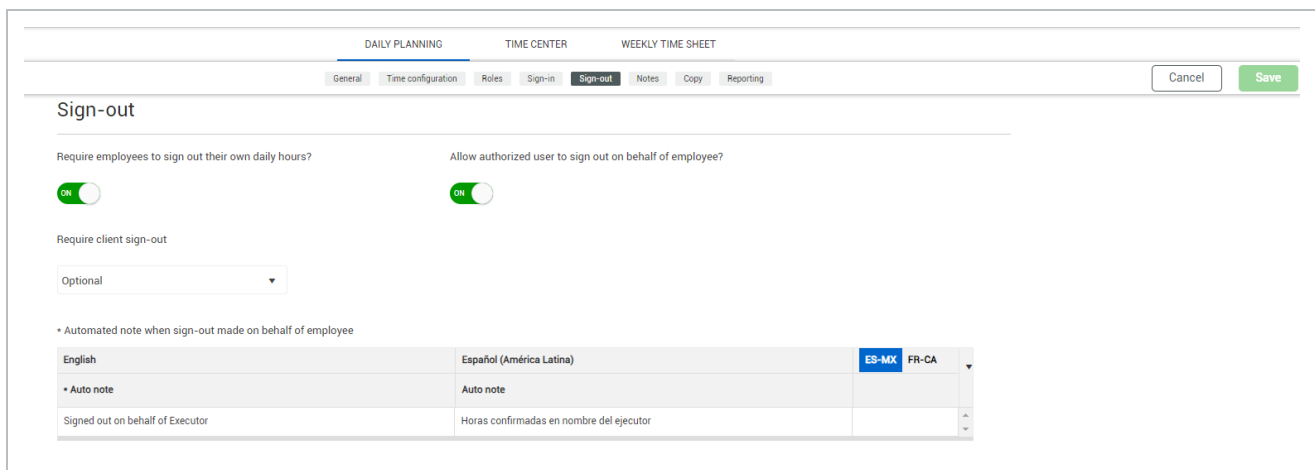 DAILY PLANNING TIME CENTER WEEKLY TIME SHEET
General Time configuration Roles Sign-in Sign-out Notes Copy Reporting Cancel Save
Sign-out
Require employees to sign out their own daily hours? Allow authorized user to sign out on behalf of employee?
ON ON
Require client sign-out
Optional
* Automated note when sign-out made on behalf of employee
English Español (América Latina) ES-MX FR-CA
* Auto note Auto note
Signed out on behalf of Executor Horas confirmadas en nombre del ejecutor